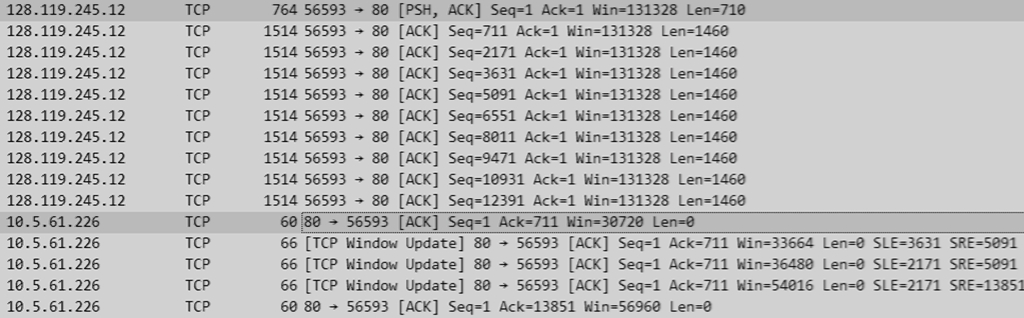 128.119.245.12 TCP 764 56593 → 80 [PSH, ACK] Seq=1 Ack=1 Win=131328 Len=710
128.119.245.12 TCP 1514 56593 → 80 [ACK] Seq=711 Ack=1 Win=131328 Len=1460
128.119.245.12 TCP 1514 56593 → 80 [ACK] Seq=2171 Ack=1 Win=131328 Len=1460
128.119.245.12 TCP 1514 56593 → 80 [ACK] Seq=3631 Ack=1 Win=131328 Len=1460
128.119.245.12 TCP 1514 56593 → 80 [ACK] Seq=5091 Ack=1 Win=131328 Len=1460
128.119.245.12 TCP 1514 56593 → 80 [ACK] Seq=6551 Ack=1 Win=131328 Len=1460
128.119.245.12 TCP 1514 56593 → 80 [ACK] Seq=8011 Ack=1 Win=131328 Len=1460
128.119.245.12 TCP 1514 56593 → 80 [ACK] Seq=9471 Ack=1 Win=131328 Len=1460
128.119.245.12 TCP 1514 56593 → 80 [ACK] Seq=10931 Ack=1 Win=131328 Len=1460
128.119.245.12 TCP 1514 56593 → 80 [ACK] Seq=12391 Ack=1 Win=131328 Len=1460
10.5.61.226 TCP 60 80 → 56593 [ACK] Seq=1 Ack=711 Win=30720 Len=0
10.5.61.226 TCP 66 [TCP Window Update] 80 → 56593 [ACK] Seq=1 Ack=711 Win=33664 Len=0 SLE=3631 SRE=5091
10.5.61.226 TCP 66 [TCP Window Update] 80 → 56593 [ACK] Seq=1 Ack=711 Win=36480 Len=0 SLE=2171 SRE=5091
10.5.61.226 TCP 66 [TCP Window Update] 80 → 56593 [ACK] Seq=1 Ack=711 Win=54016 Len=0 SLE=2171 SRE=13851
10.5.61.226 TCP 60 80 → 56593 [ACK] Seq=1 Ack=13851 Win=56960 Len=0